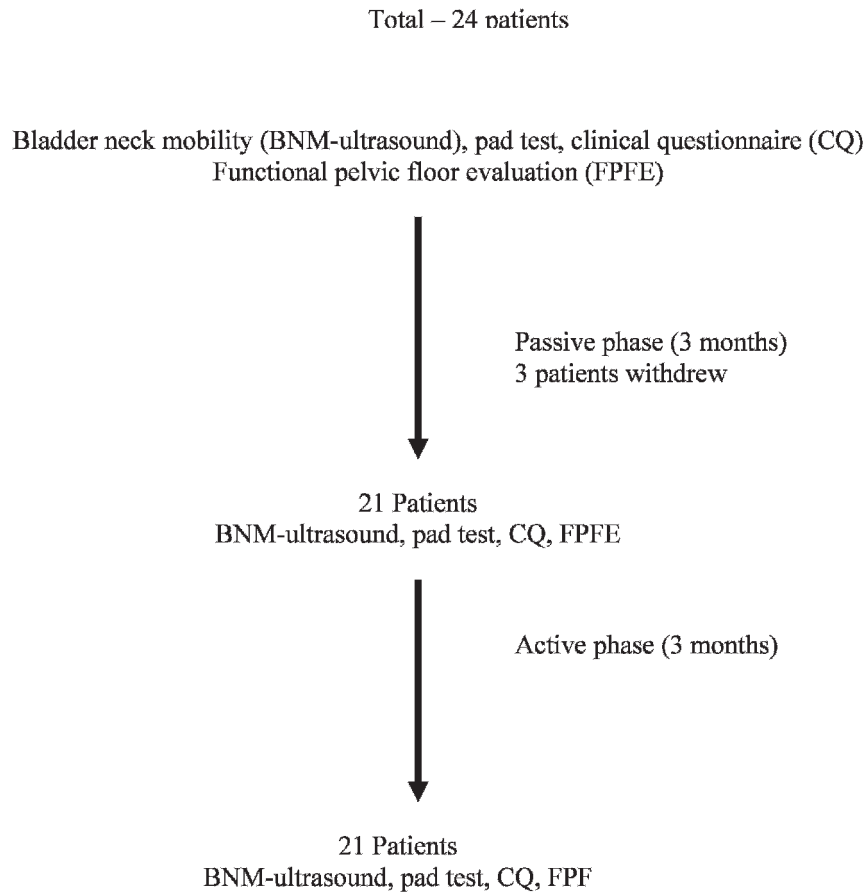 Total – 24 patients
Bladder neck mobility (BNM-ultrasound), pad test, clinical questionnaire (CQ)
Functional pelvic floor evaluation (FPFE)
Passive phase (3 months)
3 patients withdrew
21 Patients
BNM-ultrasound, pad test, CQ, FPFE
Active phase (3 months)
21 Patients
BNM-ultrasound, pad test, CQ, FPF